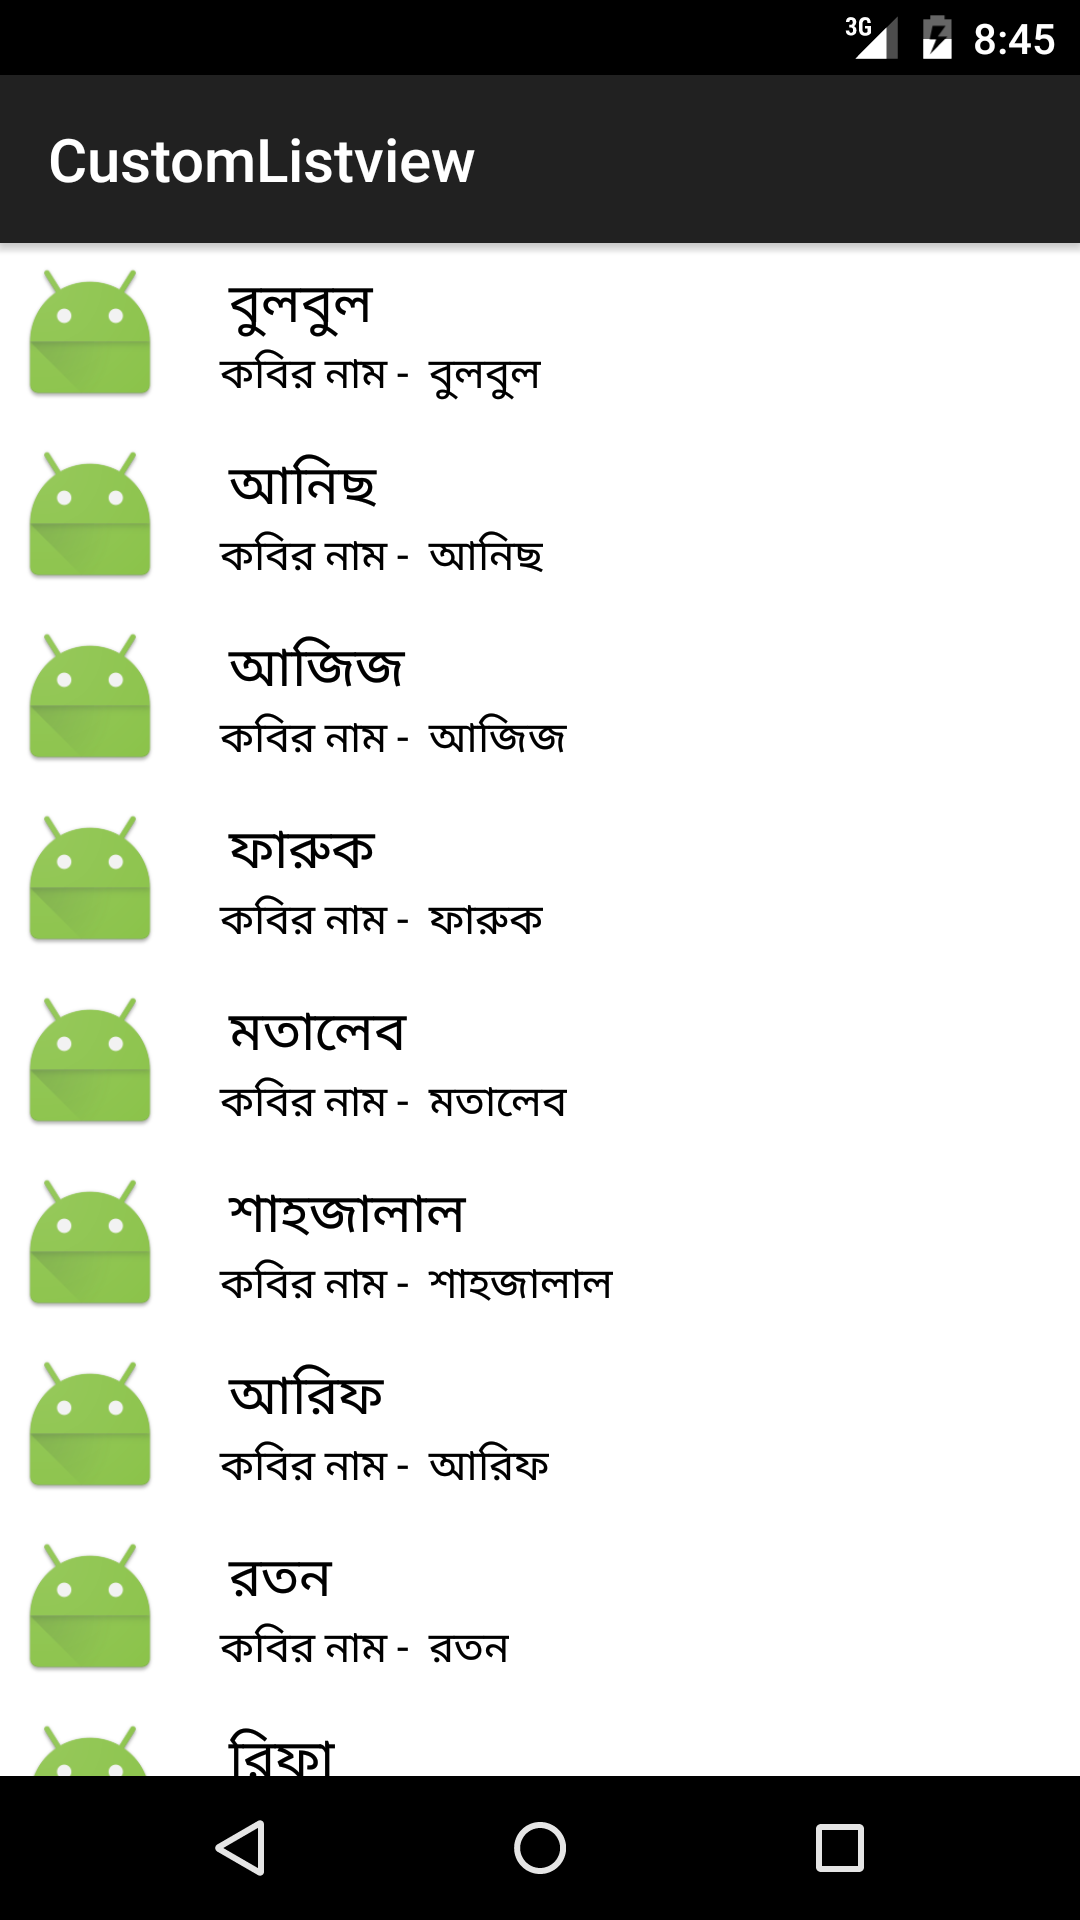 3G 8:45
CustomListview
বুলবুল
কবির নাম - বুলবুল
আনিছ
কবির নাম - আনিছ
আজিজ
কবির নাম - আজিজ
ফারুক
কবির নাম - ফারুক
মতালেব
কবির নাম - মতালেব
শাহজালাল
কবির নাম - শাহজালাল
আরিফ
কবির নাম - আরিফ
রতন
কবির নাম - রতন
রিফা